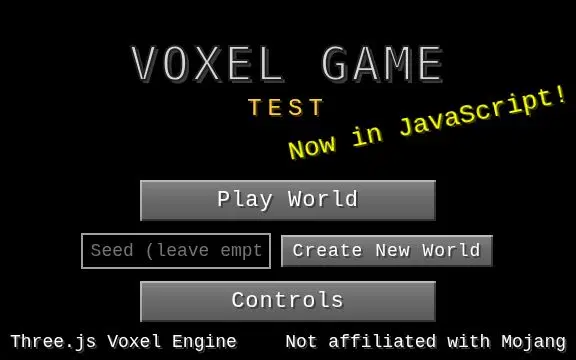 VOXEL GAME
TEST
Now in JavaScript!
Play World
Seed (leave empt
Create New World
Controls
Three.js Voxel Engine
Not affiliated with Mojang